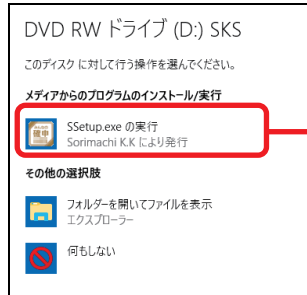 DVD RW ドライブ (D:) SKS
このディスク に対して行う操作を選んでください。
メディアからのプログラムのインストール/実行
SSetup.exe の実行
Sorimachi K.K により発行
その他の選択肢
フォルダーを開いてファイルを表示
エクスプローラー
何もしない